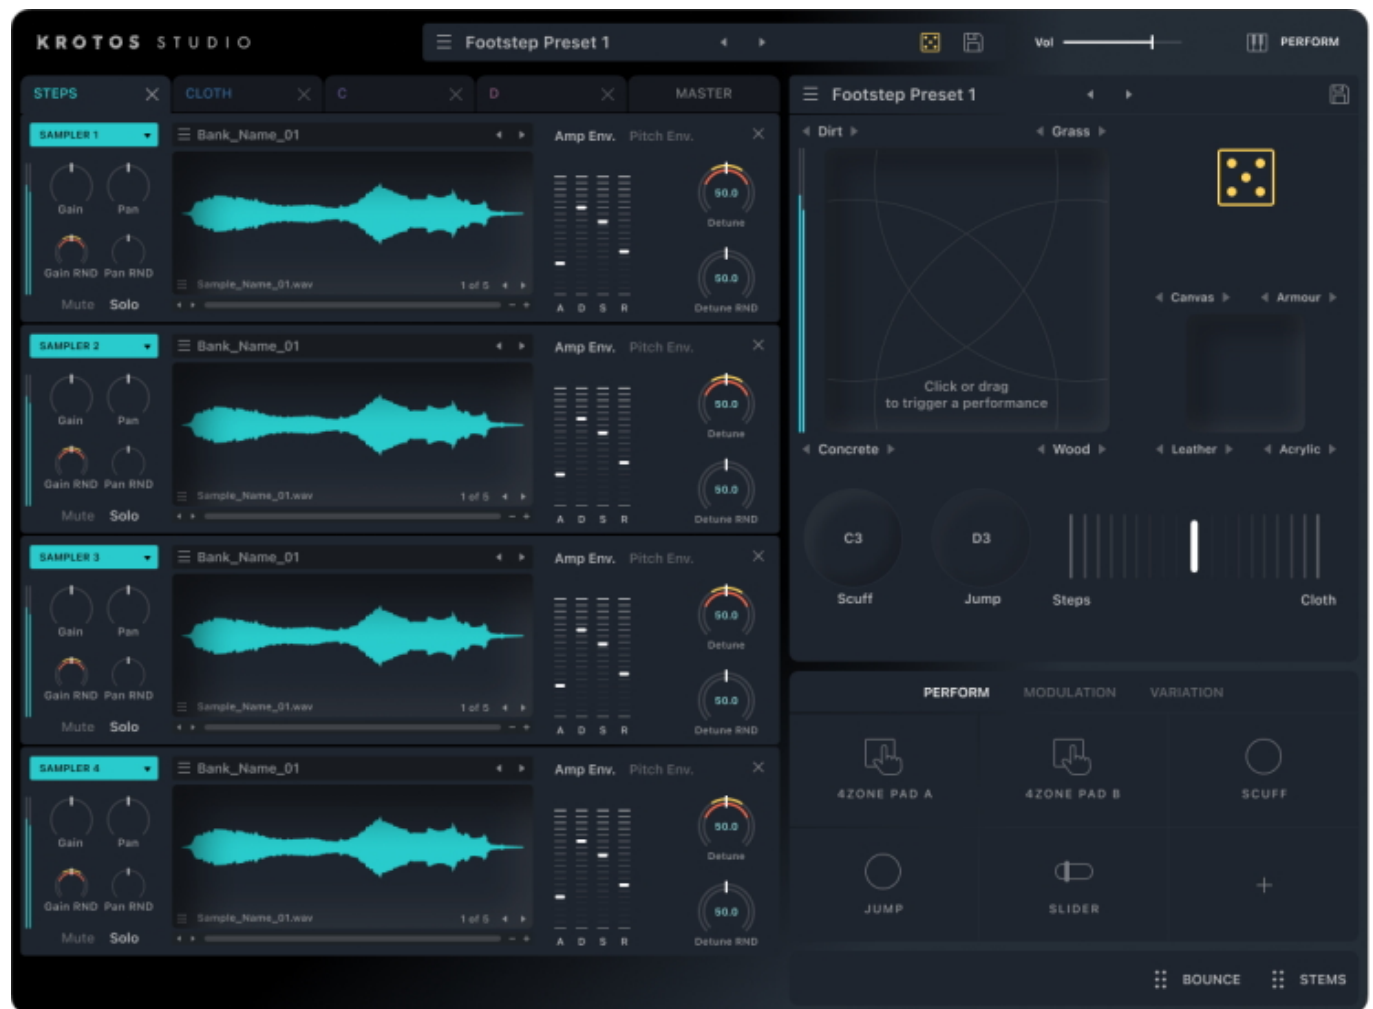 KROTOS STUDIO
Footstep Preset 1
Vol
PERFORM
STEPS
CLOTH
C
D
MASTER
SAMPLER 1
Bank_Name_01
Amp Env. Pitch Env.
Gain Pan
50.0
Detune
Gain RND Pan RND
Sample_Name_01.wav
1 of 5
50.0
Mute Solo
A D S R
Detune RND
SAMPLER 2
Bank_Name_01
Amp Env. Pitch Env.
Gain Pan
50.0
Detune
Gain RND Pan RND
Sample_Name_01.wav
1 of 5
50.0
Mute Solo
A D S R
Detune RND
SAMPLER 3
Bank_Name_01
Amp Env. Pitch Env.
Gain Pan
50.0
Detune
Gain RND Pan RND
Sample_Name_01.wav
1 of 5
50.0
Mute Solo
A D S R
Detune RND
SAMPLER 4
Bank_Name_01
Amp Env. Pitch Env.
Gain Pan
50.0
Detune
Gain RND Pan RND
Sample_Name_01.wav
1 of 5
50.0
Mute Solo
A D S R
Detune RND
Footstep Preset 1
Dirt
Grass
Canvas
Armour
Click or drag
to trigger a performance
Concrete
Wood
Leather
Acrylic
C3
D3
Scuff
Jump
Steps
Cloth
PERFORM
MODULATION
VARIATION
4ZONE PAD A
4ZONE PAD B
SCUFF
JUMP
SLIDER
BOUNCE
STEMS